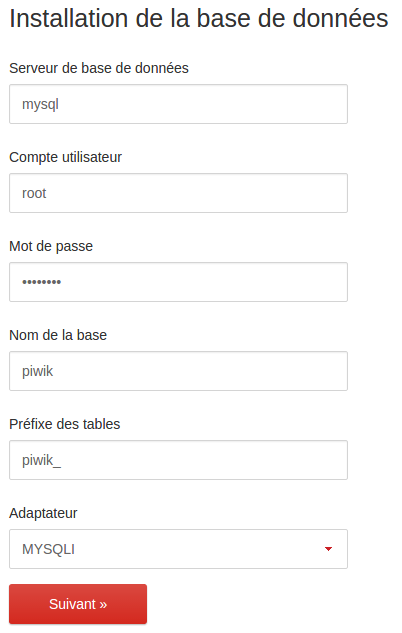 Installation de la base de données
Serveur de base de données
mysql
Compte utilisateur
root
Mot de passe
••••••••
Nom de la base
piwik
Préfixe des tables
piwik_
Adaptateur
MYSQLI
Suivant »